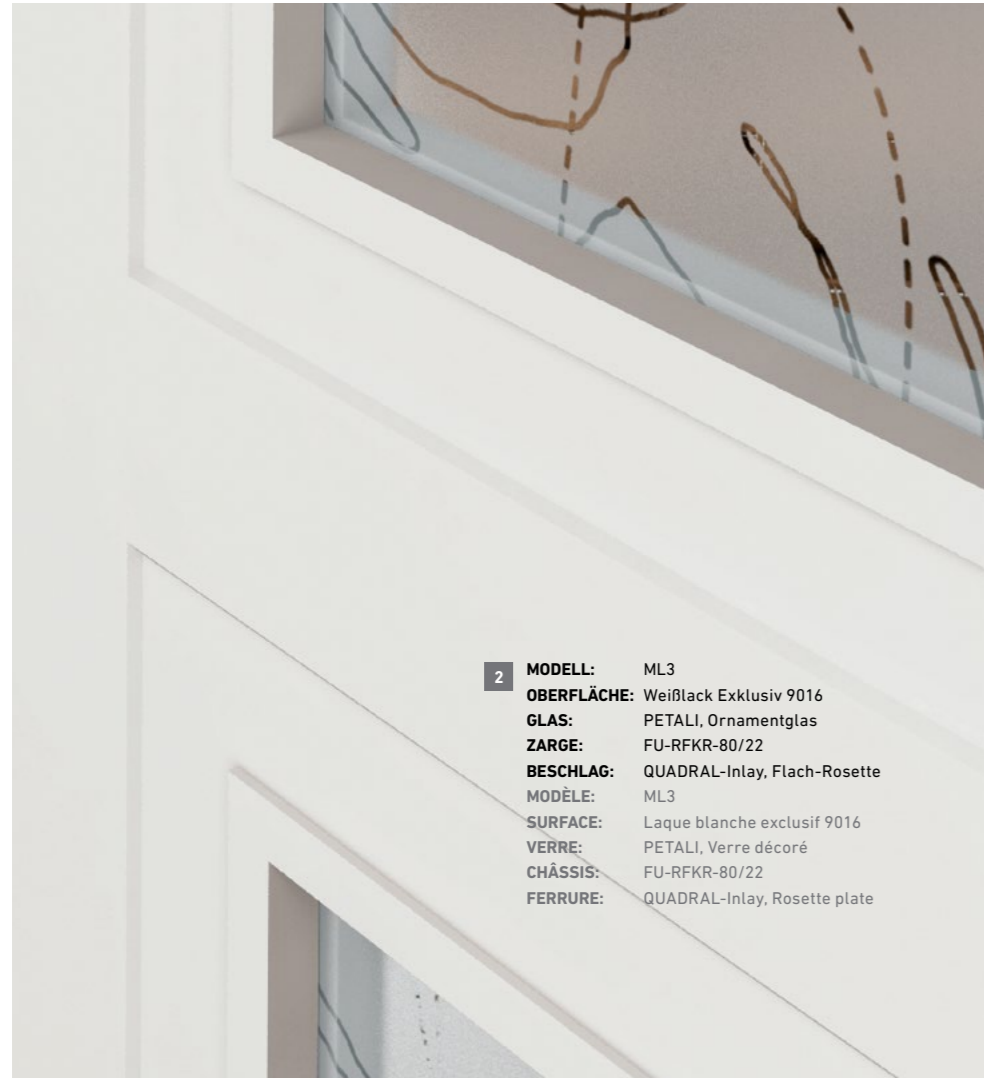 2
MODELL: ML3
OBERFLÄCHE: Weißlack Exklusiv 9016
GLAS: PETALI, Ornamentglas
ZARGE: FU-RFKR-80/22
BESCHLAG: QUADRAL-Inlay, Flach-Rosette
MODÈLE: ML3
SURFACE: Laque blanche exclusif 9016
VERRE: PETALI, Verre décoré
CHÂSSIS: FU-RFKR-80/22
FERRURE: QUADRAL-Inlay, Rosette plate